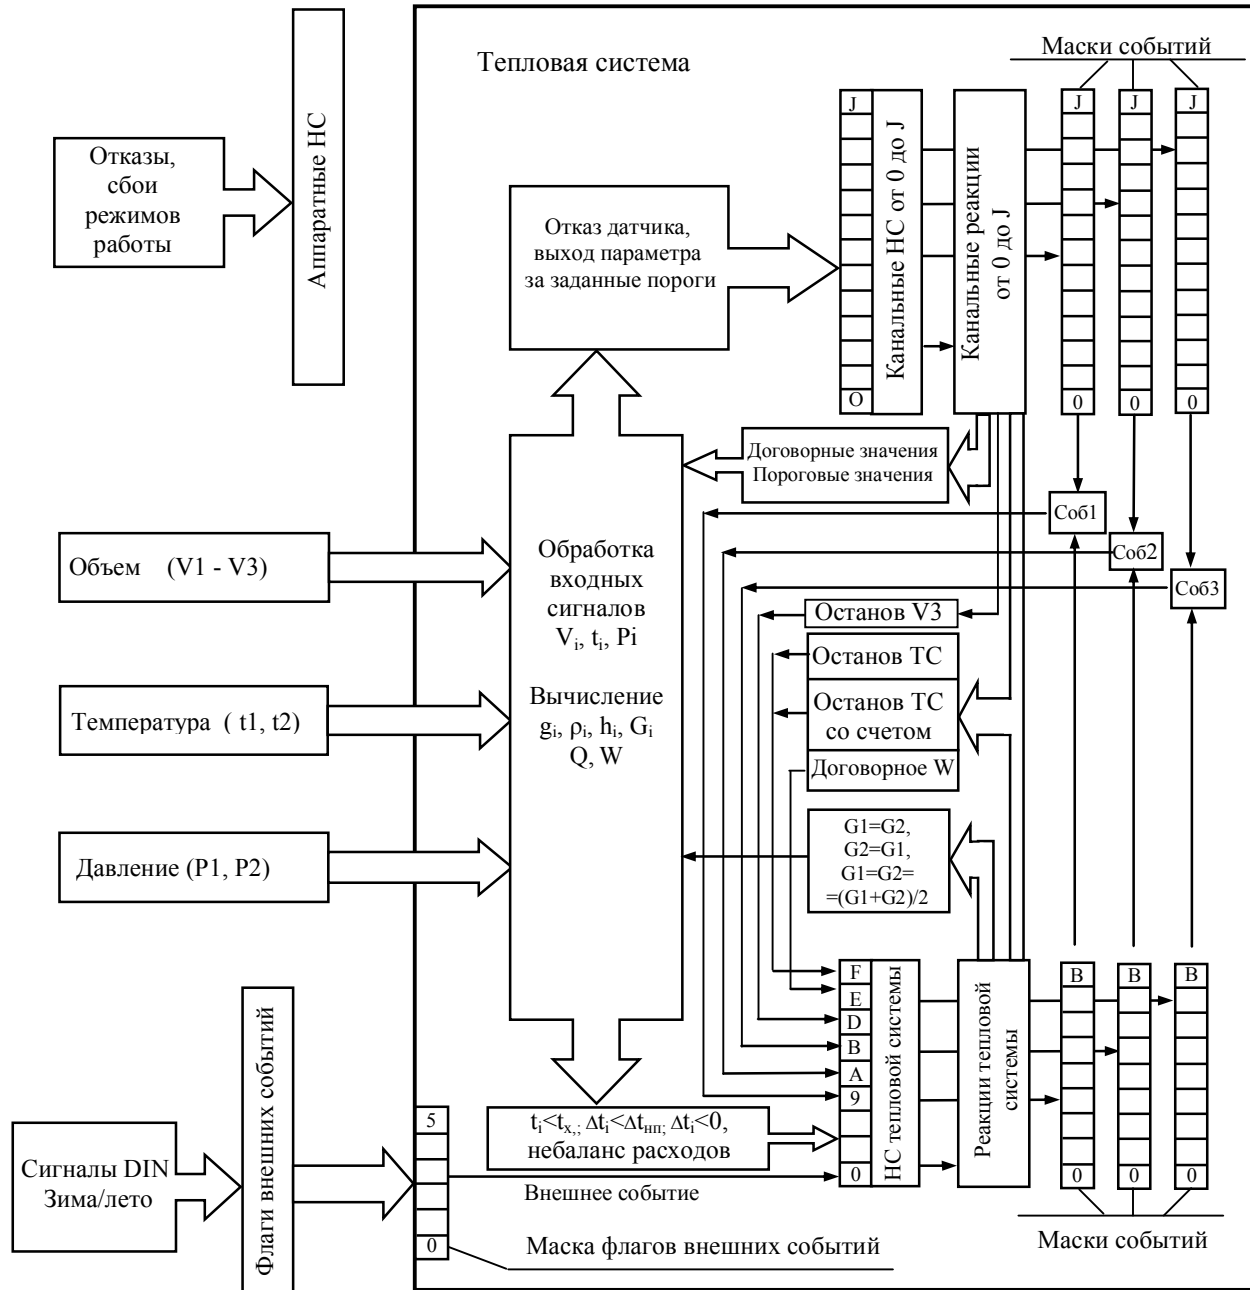 Маски событий
Тепловая система
Отказы,
сбои
режимов
работы
Аппаратные НС
Отказ датчика,
выход параметра
за заданные пороги
J
O
Канальные НС от 0 до J
Канальные реакции
от 0 до J
J
J
J
0
0
0
Договорные значения
Пороговые значения
Соб1
Соб2
Соб3
Объем (V1 - V3)
Температура ( t1, t2)
Давление (P1, P2)
Обработка
входных
сигналов
Vi, ti, Pi
Вычисление
gi, ρi, hi, Gi
Q, W
Останов V3
Останов ТС
Останов ТС
со счетом
Договорное W
G1=G2,
G2=G1,
G1=G2=
=(G1+G2)/2
F
E
D
B
A
9
0
НС тепловой системы
Реакции тепловой
системы
B
B
B
0
0
0
Маски событий
ti<tх,; Δti<Δtнп; Δti<0,
небаланс расходов
Внешнее событие
5
0
Маска флагов внешних событий
Сигналы DIN
Зима/лето
Флаги внешних событий